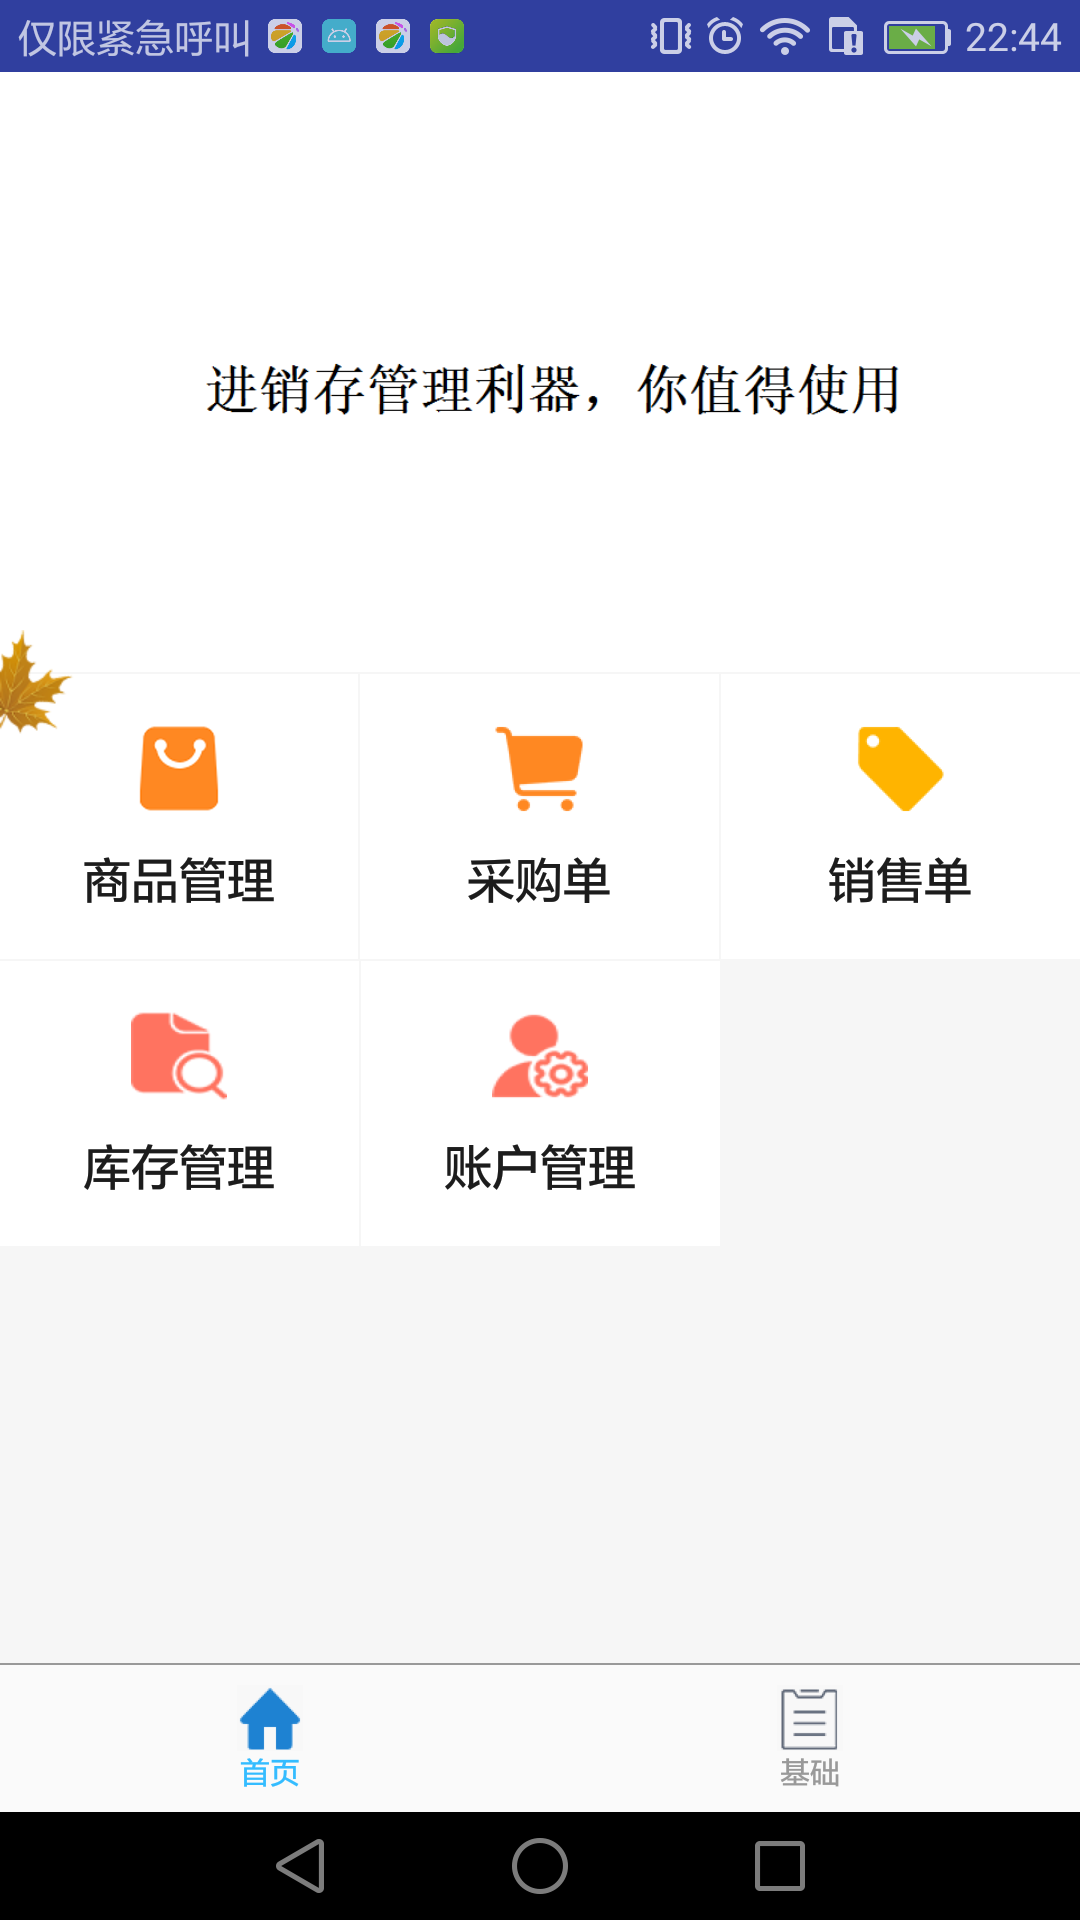 仅限紧急呼叫 22:44
进销存管理利器，你值得使用
商品管理 采购单 销售单
库存管理 账户管理
首页 基础